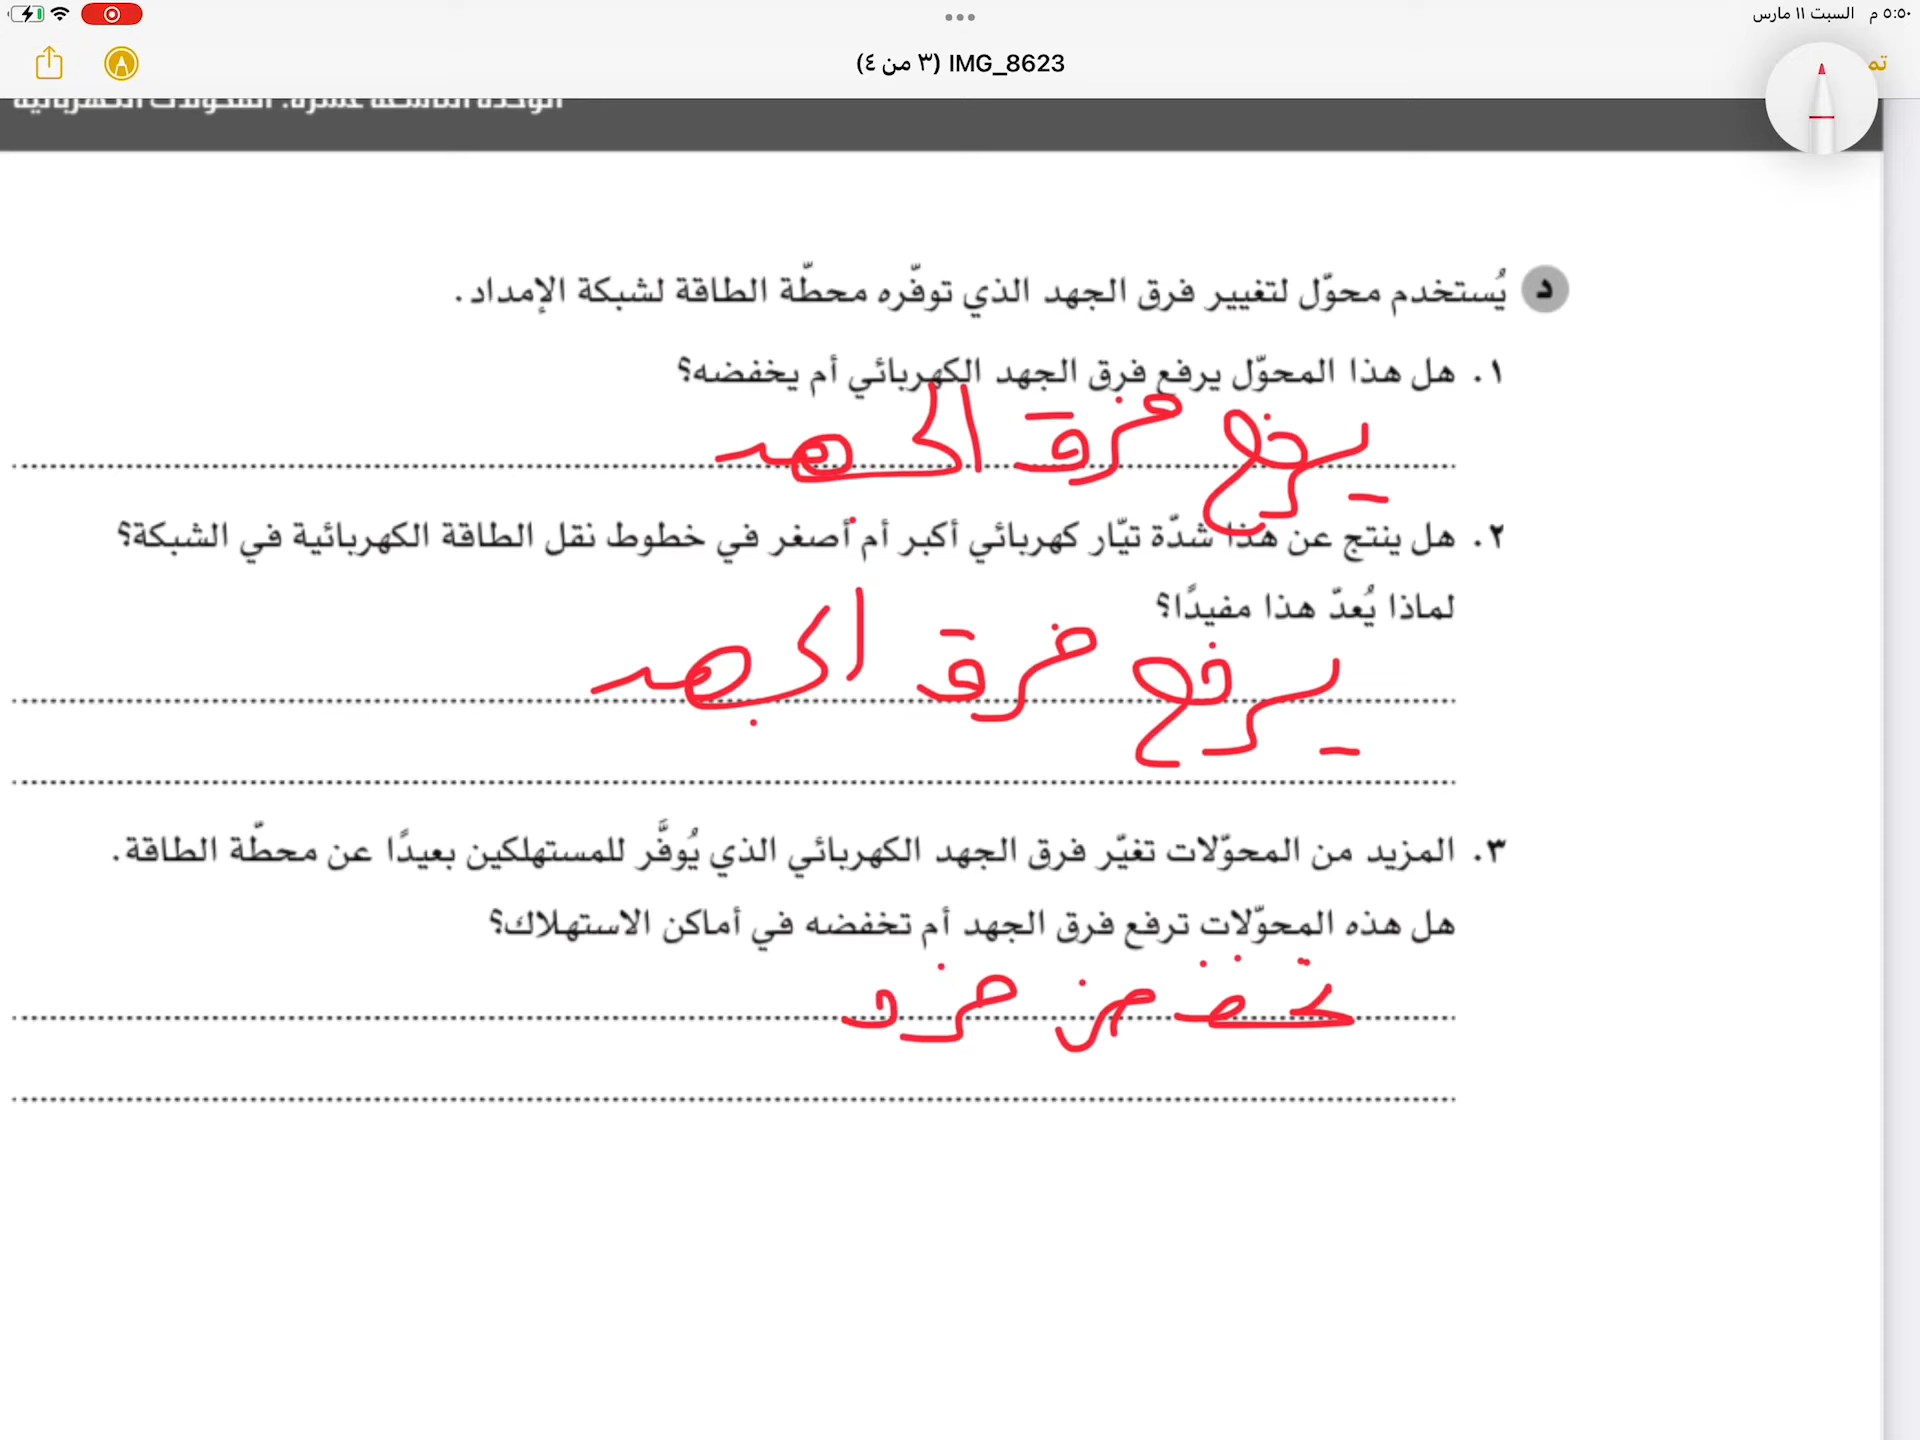 ٥:٥٠ م السبت ١١ مارس
IMG_8623 (٣ من ٤)
تم
الوحدة التاسعة عشرة: المحولات الكهربائية
د يُستخدم محوّل لتغيير فرق الجهد الذي توفّره محطّة الطاقة لشبكة الإمداد.
١. هل هذا المحوّل يرفع فرق الجهد الكهربائي أم يخفضه؟
يرفع فرق الجهد
٢. هل ينتج عن هذا شدّة تيّار كهربائي أكبر أم أصغر في خطوط نقل الطاقة الكهربائية في الشبكة؟
لماذا يُعدّ هذا مفيدًا؟
يرفع فرق الجهد
٣. المزيد من المحوّلات تغيّر فرق الجهد الكهربائي الذي يُوفَّر للمستهلكين بعيدًا عن محطّة الطاقة.
هل هذه المحوّلات ترفع فرق الجهد أم تخفضه في أماكن الاستهلاك؟
تخفض فرق